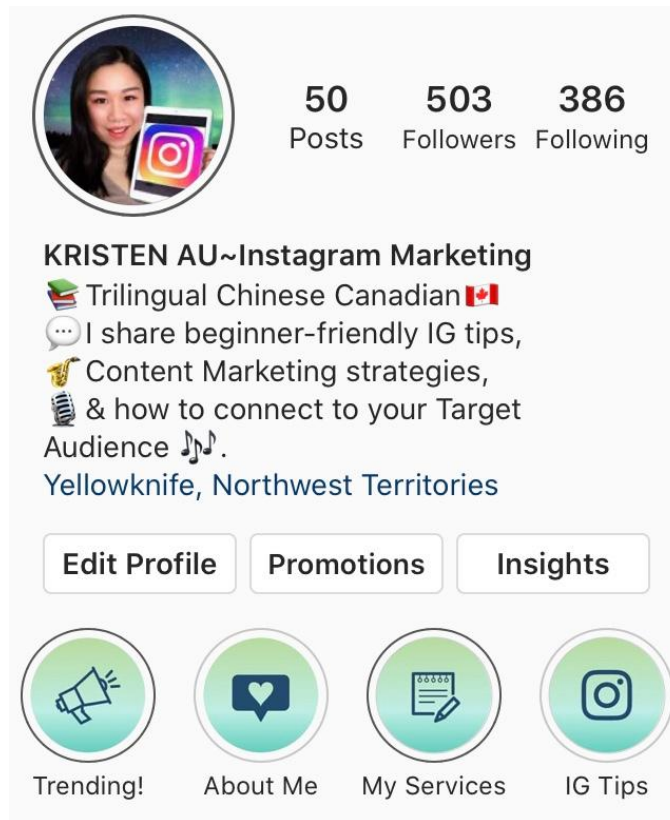 50 503 386
Posts Followers Following
KRISTEN AU~Instagram Marketing
📚 Trilingual Chinese Canadian🇨🇦
💬I share beginner-friendly IG tips,
🎷 Content Marketing strategies,
🎙 & how to connect to your Target
Audience 🎶.
Yellowknife, Northwest Territories
Edit Profile Promotions Insights
Trending! About Me My Services IG Tips